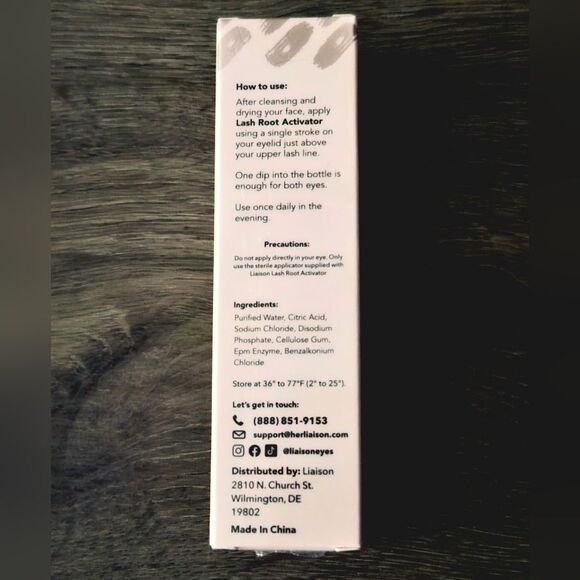 How to use:
After cleansing and
drying your face, apply
Lash Root Activator
using a single stroke on
your eyelid just above
your upper lash line.
One dip into the bottle is
enough for both eyes.
Use once daily in the
evening.
Precautions:
Do not apply directly in your eye. Only
use the sterile applicator supplied with
Liaison Lash Root Activator
Ingredients:
Purified Water, Citric Acid,
Sodium Chloride, Disodium
Phosphate, Cellulose Gum,
Epm Enzyme, Benzalkonium
Chloride
Store at 36° to 77°F (2° to 25°).
Let's get in touch:
(888) 851-9153
support@herliaison.com
@liaisoneyes
Distributed by: Liaison
2810 N. Church St.
Wilmington, DE
19802
Made In China